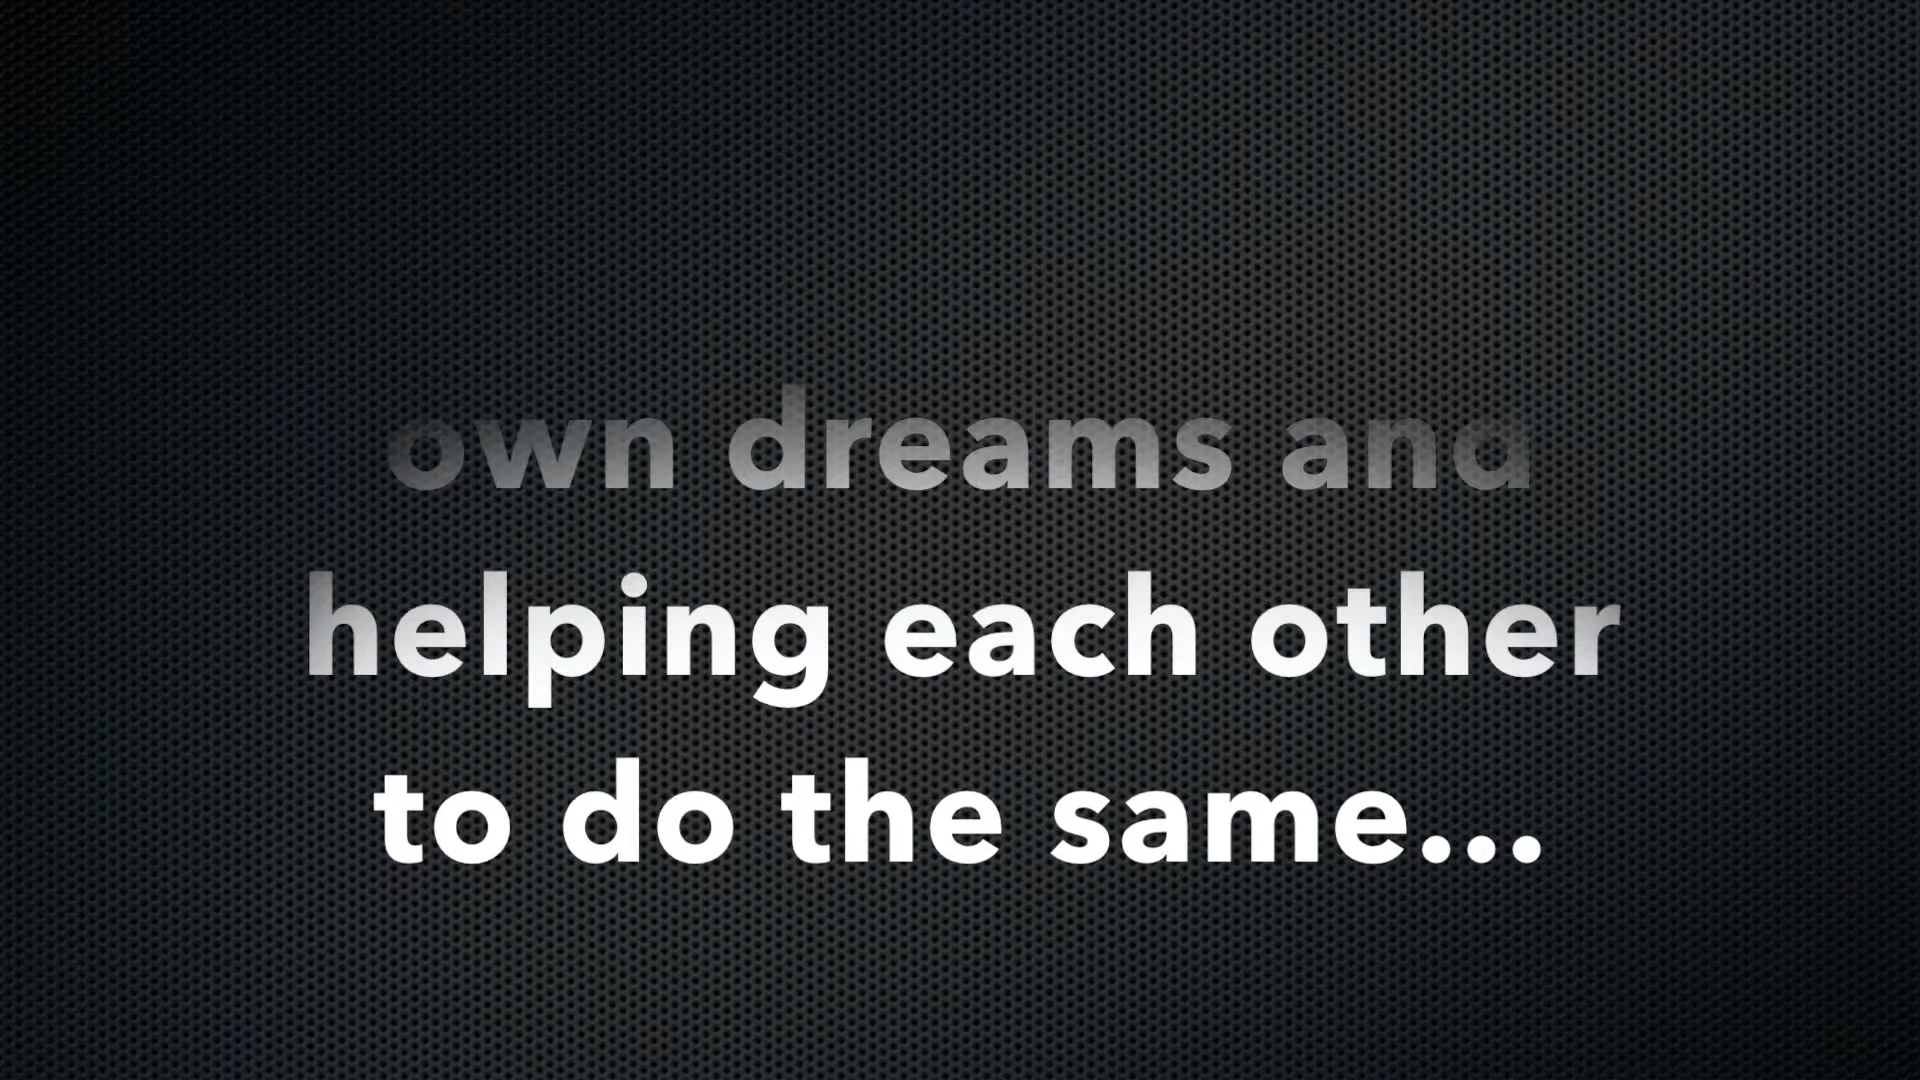 own dreams and
helping each other
to do the same...